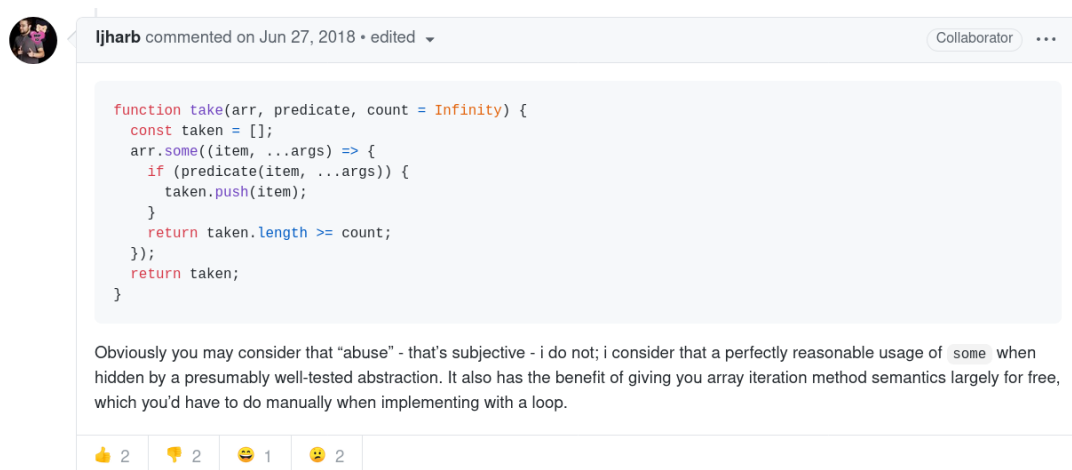 ljharb commented on Jun 27, 2018 • edited
Collaborator
function take(arr, predicate, count = Infinity) {
  const taken = [];
  arr.some((item, ...args) => {
    if (predicate(item, ...args)) {
      taken.push(item);
    }
    return taken.length >= count;
  });
  return taken;
}
Obviously you may consider that “abuse” - that’s subjective - i do not; i consider that a perfectly reasonable usage of some when
hidden by a presumably well-tested abstraction. It also has the benefit of giving you array iteration method semantics largely for free,
which you’d have to do manually when implementing with a loop.
👍 2 👎 2 😄 1 😕 2